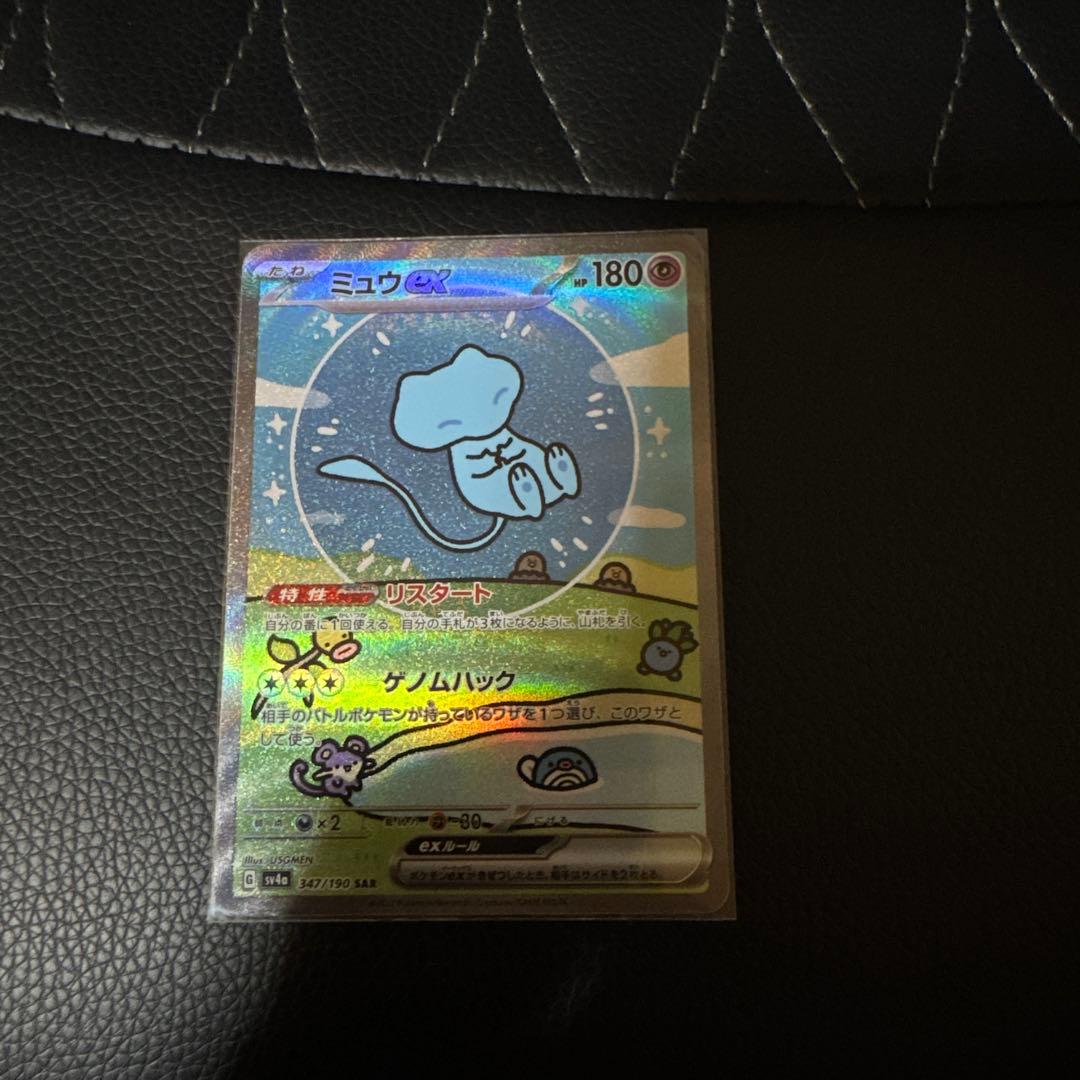 たね ミュウex HP 180
特性 リスタート
自分の番に1回使える。自分の手札が3枚になるように、山札を引く。
ゲノムハック
相手のバトルポケモンが持っているワザを1つ選び、このワザと
して使う。
×2 -30 にげる
exルール
ポケモンexがきぜつしたとき、相手はサイドを2枚とる。
Illus. USGMEN
G sv4a 347/190 SAR